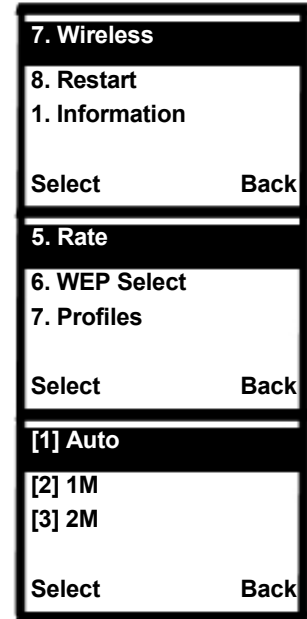 7. Wireless
8. Restart
1. Information
Select Back
5. Rate
6. WEP Select
7. Profiles
Select Back
[1] Auto
[2] 1M
[3] 2M
Select Back